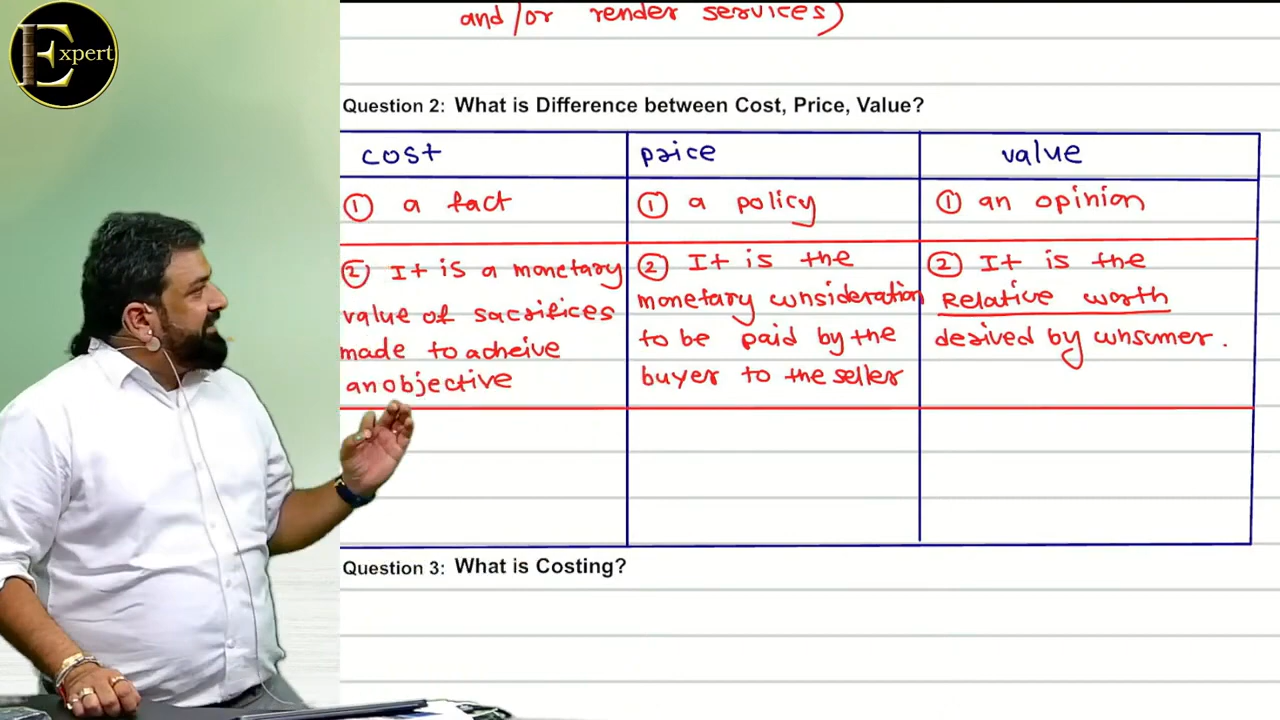 Expert
and/or render services)
Question 2: What is Difference between Cost, Price, Value?
cost price value
① a fact ① a policy ① an opinion
② It is a monetary
value of sacrifices
made to acheive
an objective
② It is the
monetary consideration
to be paid by the
buyer to the seller
② It is the
Relative worth
desived by consumer.
Question 3: What is Costing?